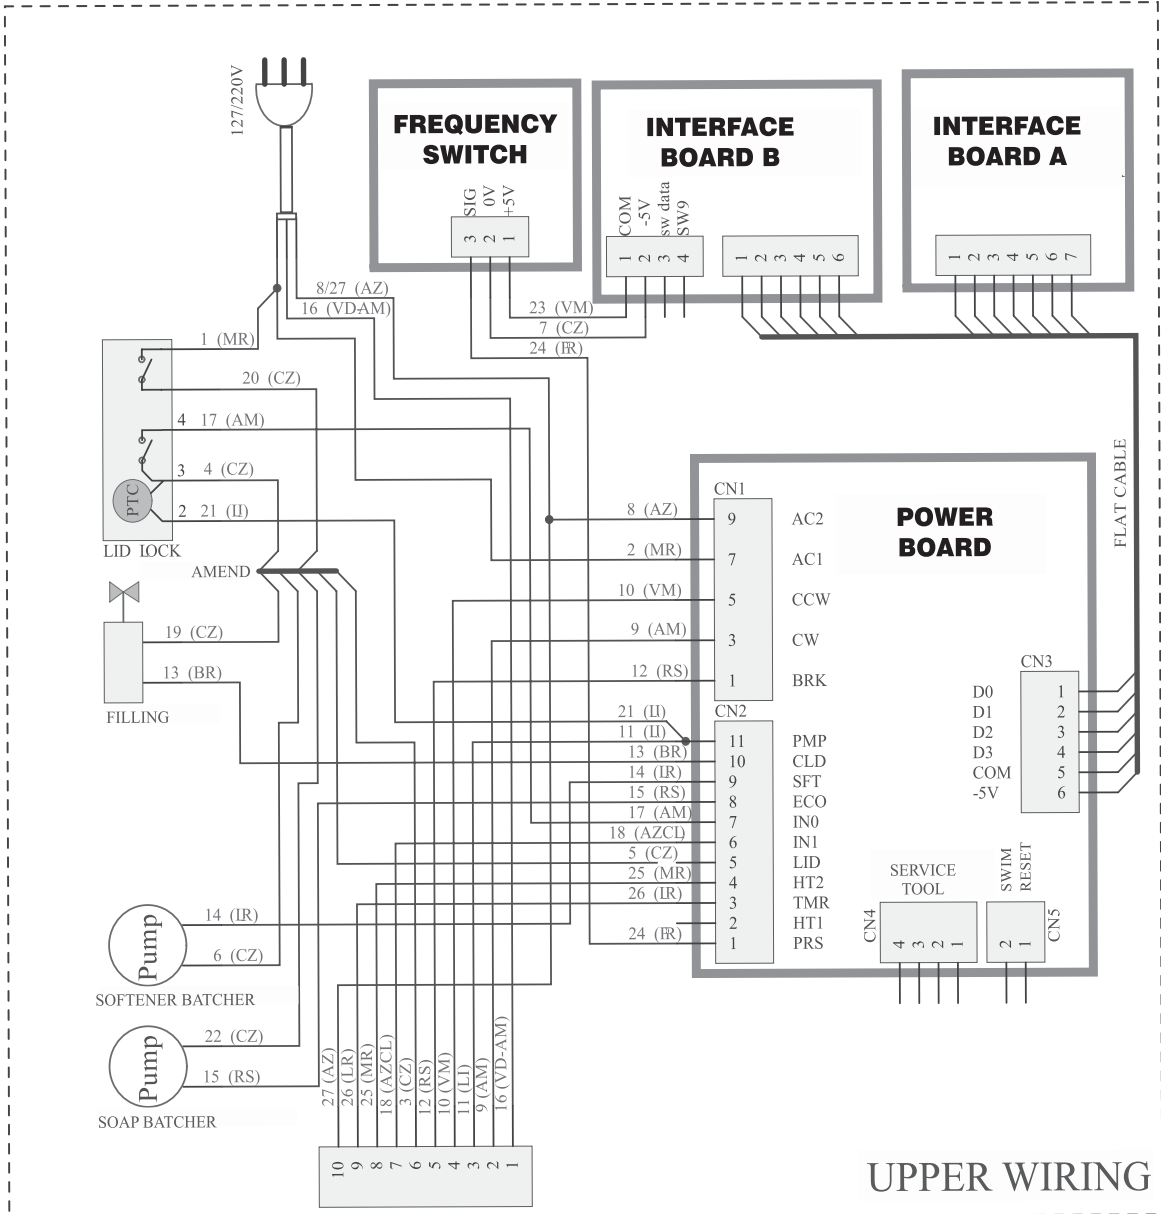 127/220V
FREQUENCY
SWITCH
SIG
0V
+5V
3 2 1
INTERFACE
BOARD B
COM
-5V
sw data
SW9
1 2 3 4
1 2 3 4 5 6
INTERFACE
BOARD A
1 2 3 4 5 6 7
8/27 (AZ)
16 (VD-AM)
23 (VM)
7 (CZ)
24 (PR)
1 (MR)
20 (CZ)
4 17 (AM)
3 4 (CZ)
2 21 (LI)
PTC
LID LOCK
AMEND
19 (CZ)
13 (BR)
FILLING
FLAT CABLE
POWER
BOARD
CN1
8 (AZ) 9 AC2
2 (MR) 7 AC1
10 (VM) 5 CCW
9 (AM) 3 CW
12 (RS) 1 BRK
CN2
21 (LI)
11 (LI) 11 PMP
13 (BR) 10 CLD
14 (LR) 9 SFT
15 (RS) 8 ECO
17 (AM) 7 IN0
18 (AZCL) 6 IN1
5 (CZ) 5 LID
25 (MR) 4 HT2
26 (LR) 3 TMR
2 HT1
24 (PR) 1 PRS
CN3
D0 1
D1 2
D2 3
D3 4
COM 5
-5V 6
SERVICE
TOOL
CN4
4 3 2 1
SWIM
RESET
CN5
2 1
Pump
14 (LR)
6 (CZ)
SOFTENER BATCHER
Pump
22 (CZ)
15 (RS)
SOAP BATCHER
27 (AZ)
26 (LR)
25 (MR)
18 (AZCL)
3 (CZ)
12 (RS)
10 (VM)
11 (LI)
9 (AM)
16 (VD-AM)
10 9 8 7 6 5 4 3 2 1
UPPER WIRING